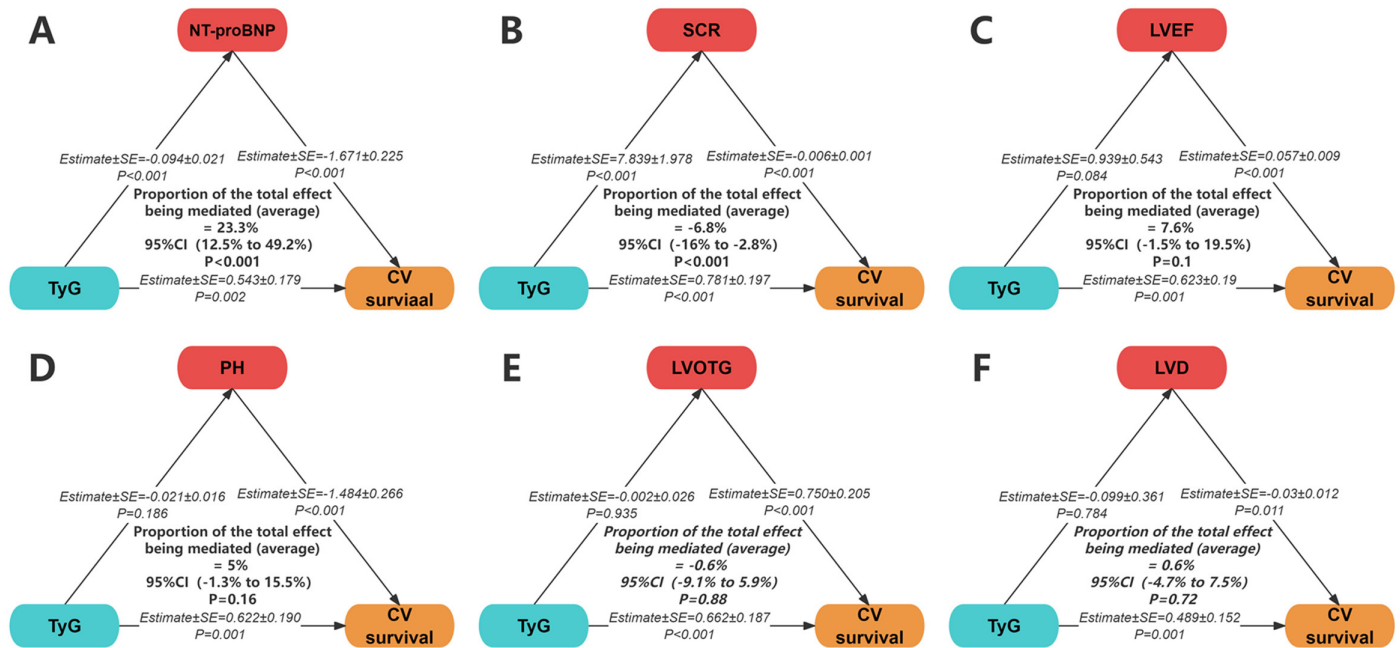 A
NT-proBNP
Estimate±SE=-0.094±0.021
P<0.001
Estimate±SE=-1.671±0.225
P<0.001
Proportion of the total effect
being mediated (average)
= 23.3%
95%CI (12.5% to 49.2%)
P<0.001
TyG
Estimate±SE=0.543±0.179
P=0.002
CV
surviaal
B
SCR
Estimate±SE=7.839±1.978
P<0.001
Estimate±SE=-0.006±0.001
P<0.001
Proportion of the total effect
being mediated (average)
= -6.8%
95%CI (-16% to -2.8%)
P<0.001
TyG
Estimate±SE=0.781±0.197
P<0.001
CV
survival
C
LVEF
Estimate±SE=0.939±0.543
P=0.084
Estimate±SE=0.057±0.009
P<0.001
Proportion of the total effect
being mediated (average)
= 7.6%
95%CI (-1.5% to 19.5%)
P=0.1
TyG
Estimate±SE=0.623±0.19
P=0.001
CV
survival
D
PH
Estimate±SE=-0.021±0.016
P=0.186
Estimate±SE=-1.484±0.266
P<0.001
Proportion of the total effect
being mediated (average)
= 5%
95%CI (-1.3% to 15.5%)
P=0.16
TyG
Estimate±SE=0.622±0.190
P=0.001
CV
survival
E
LVOTG
Estimate±SE=-0.002±0.026
P=0.935
Estimate±SE=0.750±0.205
P<0.001
Proportion of the total effect
being mediated (average)
= -0.6%
95%CI (-9.1% to 5.9%)
P=0.88
TyG
Estimate±SE=0.662±0.187
P<0.001
CV
survival
F
LVD
Estimate±SE=-0.099±0.361
P=0.784
Estimate±SE=-0.03±0.012
P=0.011
Proportion of the total effect
being mediated (average)
= 0.6%
95%CI (-4.7% to 7.5%)
P=0.72
TyG
Estimate±SE=0.489±0.152
P=0.001
CV
survival